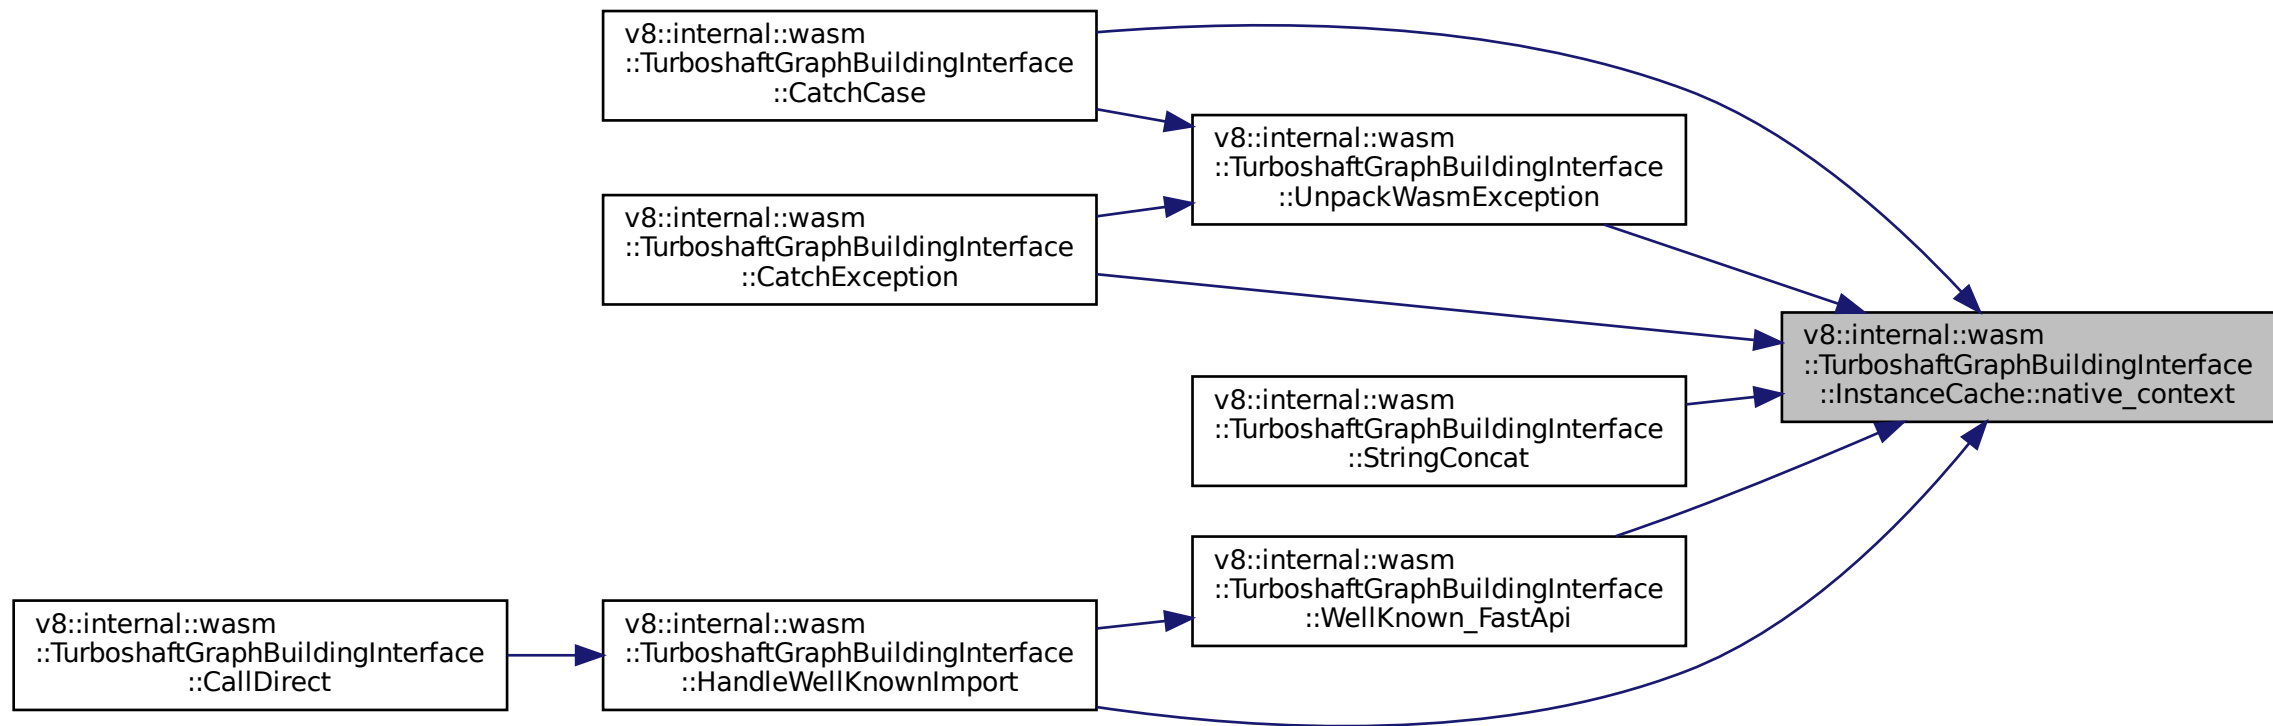 v8::internal::wasm
::TurboshaftGraphBuildingInterface
::CatchCase
v8::internal::wasm
::TurboshaftGraphBuildingInterface
::UnpackWasmException
v8::internal::wasm
::TurboshaftGraphBuildingInterface
::CatchException
v8::internal::wasm
::TurboshaftGraphBuildingInterface
::InstanceCache::native_context
v8::internal::wasm
::TurboshaftGraphBuildingInterface
::StringConcat
v8::internal::wasm
::TurboshaftGraphBuildingInterface
::WellKnown_FastApi
v8::internal::wasm
::TurboshaftGraphBuildingInterface
::CallDirect
v8::internal::wasm
::TurboshaftGraphBuildingInterface
::HandleWellKnownImport